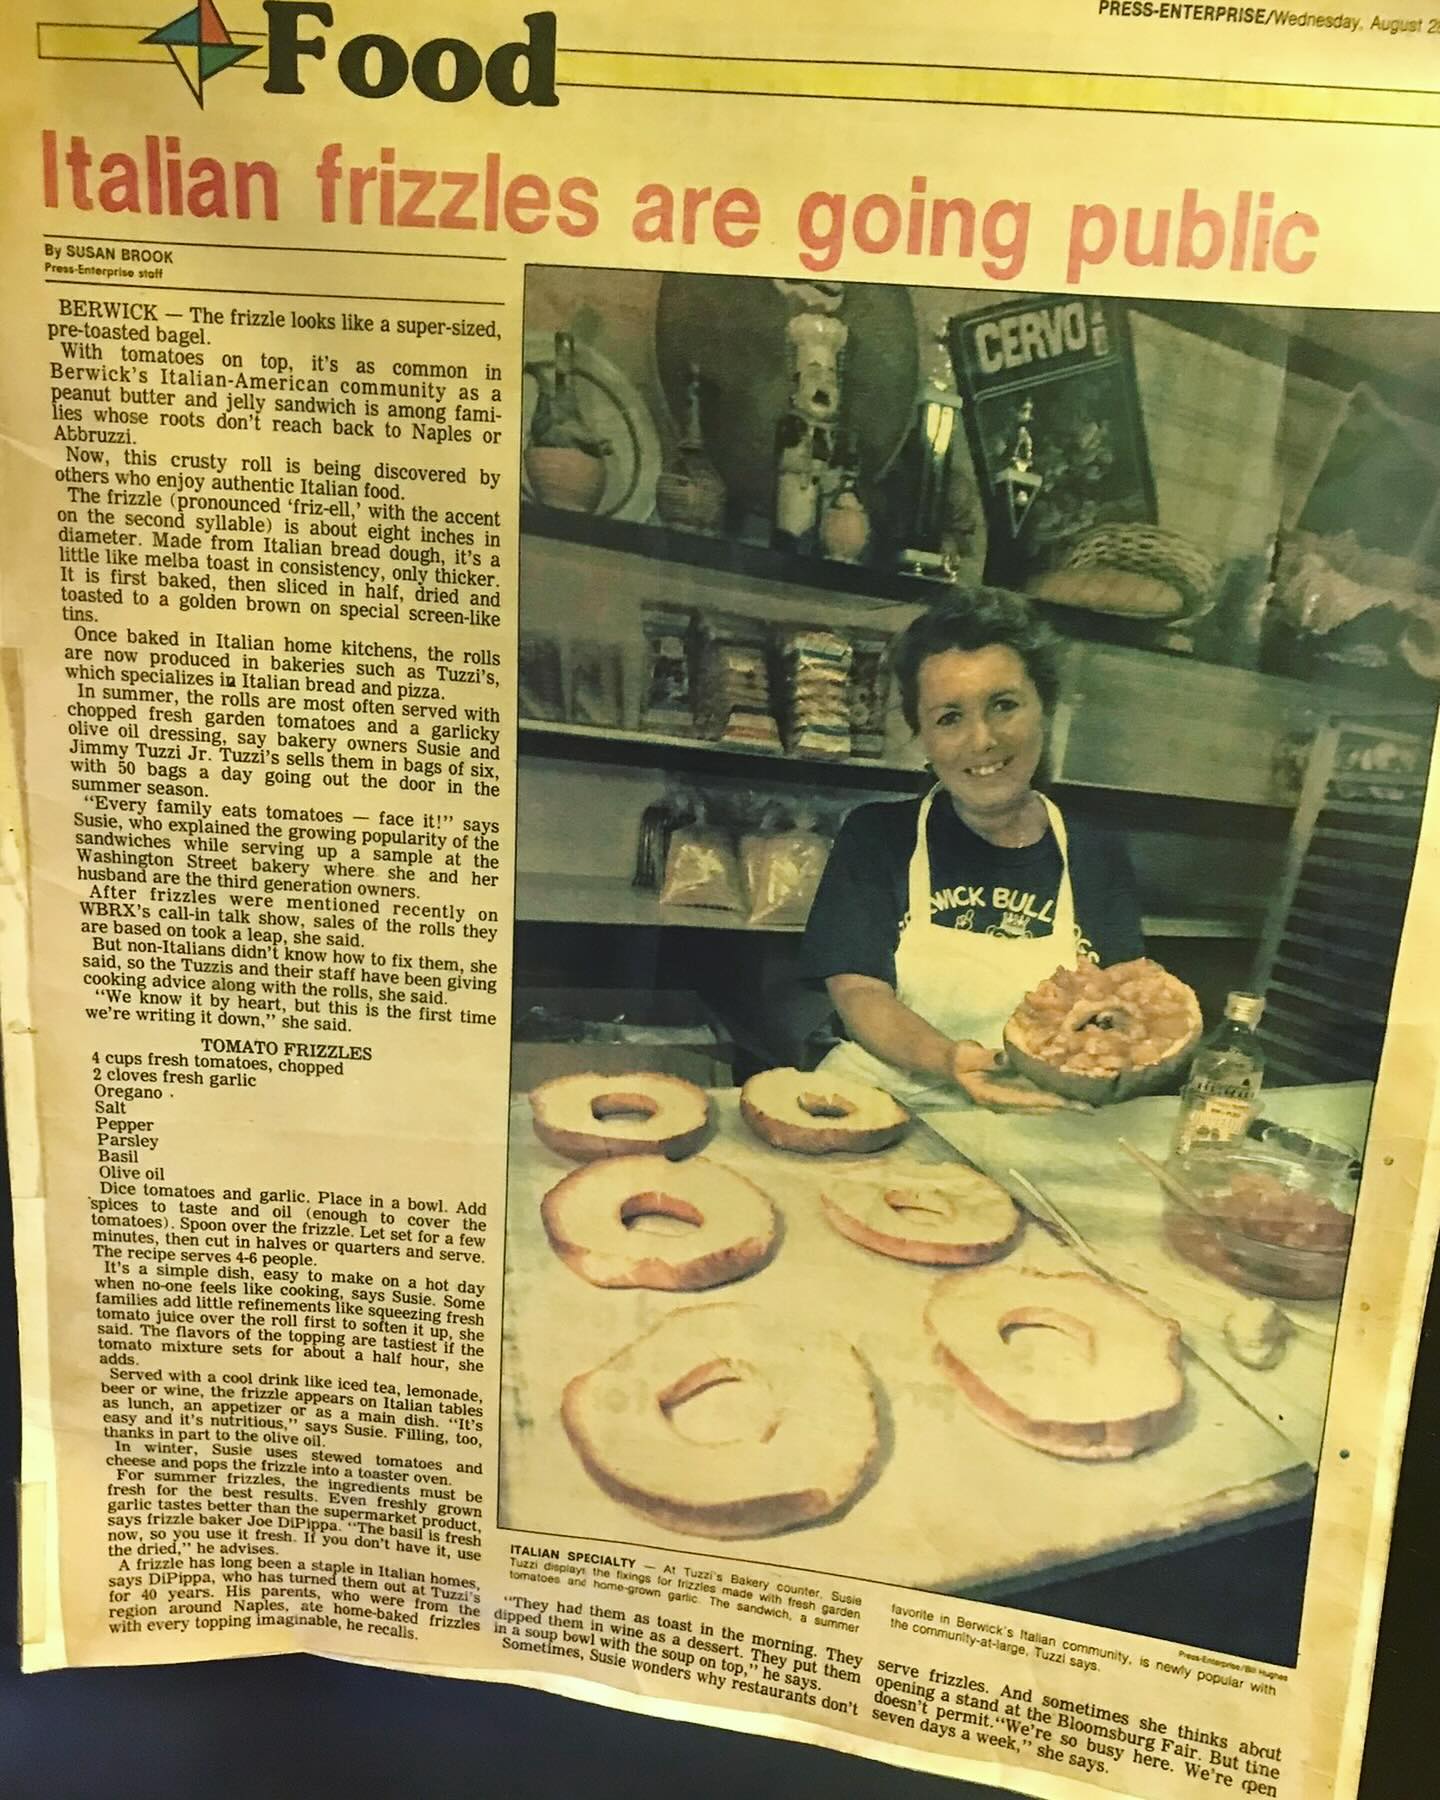 PRESS-ENTERPRISE/Wednesday, August
Food
Italian frizzles are going public
By SUSAN BROOK
Press-Enterprise staff
BERWICK — The frizzle looks like a super-sized,
pre-toasted bagel.
With tomatoes on top, it's as common in
Berwick's Italian-American community as a
peanut butter and jelly sandwich is among fami-
lies whose roots don't reach back to Naples or
Abbruzzi.
Now, this crusty roll is being discovered by
others who enjoy authentic Italian food.
The frizzle (pronounced 'friz-ell,' with the accent
on the second syllable) is about eight inches in
diameter. Made from Italian bread dough, it's a
little like melba toast in consistency, only thicker.
It is first baked, then sliced in half, dried and
toasted to a golden brown on special screen-like
tins.
Once baked in Italian home kitchens, the rolls
are now produced in bakeries such as Tuzzi's,
which specializes in Italian bread and pizza.
In summer, the rolls are most often served with
chopped fresh garden tomatoes and a garlicky
olive oil dressing, say bakery owners Susie and
Jimmy Tuzzi Jr. Tuzzi's sells them in bags of six,
with 50 bags a day going out the door in the
summer season.
"Every family eats tomatoes — face it!" says
Susie, who explained the growing popularity of the
sandwiches while serving up a sample at the
Washington Street bakery where she and her
husband are the third generation owners.
After frizzles were mentioned recently on
WBRX's call-in talk show, sales of the rolls they
are based on took a leap, she said.
But non-Italians didn't know how to fix them, she
said, so the Tuzzis and their staff have been giving
cooking advice along with the rolls, she said.
"We know it by heart, but this is the first time
we're writing it down," she said.
TOMATO FRIZZLES
4 cups fresh tomatoes, chopped
2 cloves fresh garlic
Oregano
Salt
Pepper
Parsley
Basil
Olive oil
Dice tomatoes and garlic. Place in a bowl. Add
spices to taste and oil (enough to cover the
tomatoes). Spoon over the frizzle. Let set for a few
minutes, then cut in halves or quarters and serve.
The recipe serves 4-6 people.
It's a simple dish, easy to make on a hot day
when no-one feels like cooking, says Susie. Some
families add little refinements like squeezing fresh
tomato juice over the roll first to soften it up, she
said. The flavors of the topping are tastiest if the
tomato mixture sets for about a half hour, she
adds.
Served with a cool drink like iced tea, lemonade,
beer or wine, the frizzle appears on Italian tables
as lunch, an appetizer or as a main dish. "It's
easy and it's nutritious," says Susie. Filling, too,
thanks in part to the olive oil.
In winter, Susie uses stewed tomatoes and
cheese and pops the frizzle into a toaster oven.
For summer frizzles, the ingredients must be
fresh for the best results. Even freshly grown
garlic tastes better than the supermarket product,
says frizzle baker Joe DiPippa. "The basil is fresh
now, so you use it fresh. If you don't have it, use
the dried," he advises.
A frizzle has long been a staple in Italian homes,
says DiPippa, who has turned them out at Tuzzi's
for 40 years. His parents, who were from the
region around Naples, ate home-baked frizzles
with every topping imaginable, he recalls.
CERVO
WICK BULL
ITALIAN SPECIALTY — At Tuzzi's Bakery counter, Susie
Tuzzi displays the fixings for frizzles made with fresh garden
tomatoes and home-grown garlic. The sandwich, a summer
favorite in Berwick's Italian community, is newly popular with
the community-at-large, Tuzzi says.
Press-Enterprise/Bill Hughes
"They had them as toast in the morning. They
dipped them in wine as a dessert. They put them
in a soup bowl with the soup on top," he says.
Sometimes, Susie wonders why restaurants don't
serve frizzles. And sometimes she thinks about
opening a stand at the Bloomsburg Fair. But time
doesn't permit. "We're so busy here. We're open
seven days a week," she says.